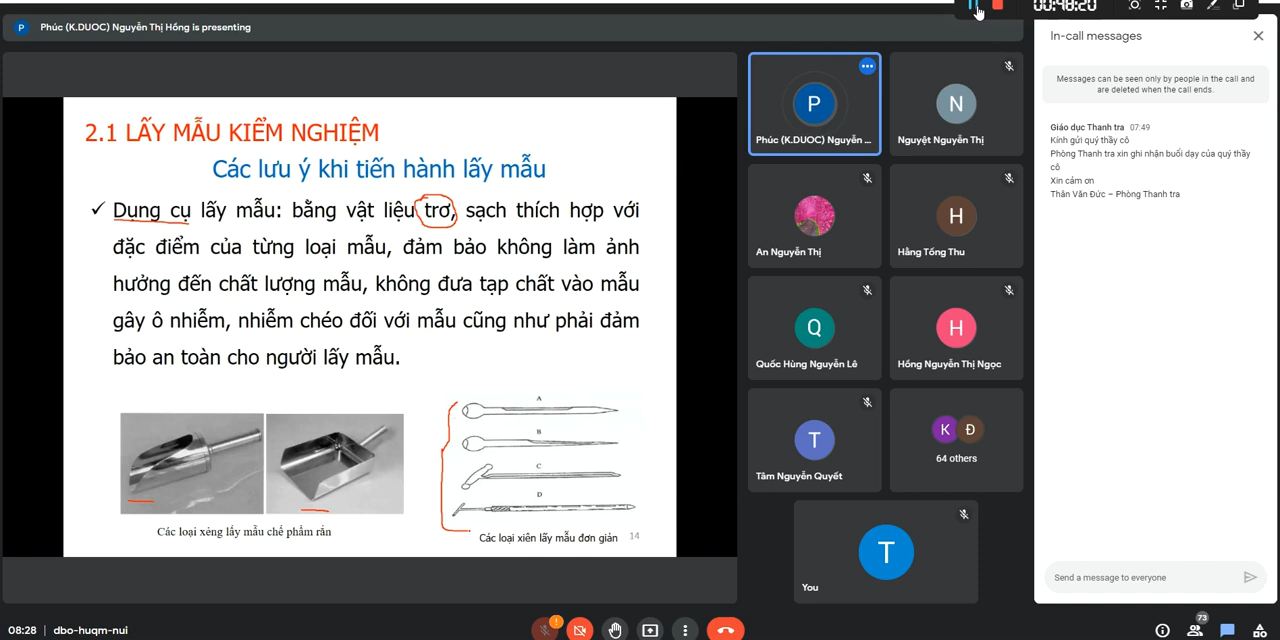 00:48:20
P Phúc (K.DUOC) Nguyễn Thị Hồng is presenting
2.1 LẤY MẪU KIỂM NGHIỆM
Các lưu ý khi tiến hành lấy mẫu
✓ Dụng cụ lấy mẫu: bằng vật liệu trơ, sạch thích hợp với
đặc điểm của từng loại mẫu, đảm bảo không làm ảnh
hưởng đến chất lượng mẫu, không đưa tạp chất vào mẫu
gây ô nhiễm, nhiễm chéo đối với mẫu cũng như phải đảm
bảo an toàn cho người lấy mẫu.
A
B
C
D
Các loại xẻng lấy mẫu chế phẩm rắn
Các loại xiên lấy mẫu đơn giản
14
P
Phúc (K.DUOC) Nguyễn ...
N
Nguyệt Nguyễn Thị
An Nguyễn Thị
H
Hằng Tống Thu
Q
Quốc Hùng Nguyễn Lê
H
Hồng Nguyễn Thị Ngọc
T
Tâm Nguyễn Quyết
K Đ
64 others
T
You
In-call messages
Messages can be seen only by people in the call and
are deleted when the call ends.
Giáo dục Thanh tra 07:49
Kính gửi quý thầy cô
Phòng Thanh tra xin ghi nhận buổi dạy của quý thầy
cô
Xin cảm ơn
Thân Văn Đức – Phòng Thanh tra
Send a message to everyone
08:28 | dbo-huqm-nui
!
73